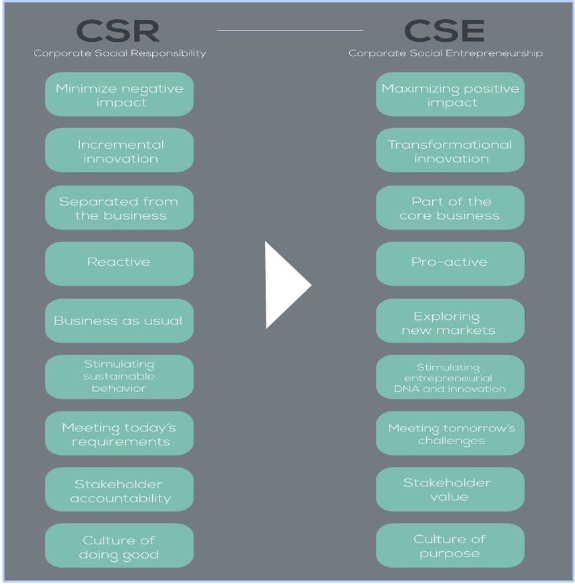 CSR
Corporate Social Responsibility
Minimize negative
impact
Incremental
innovation
Separated from
the business
Reactive
Business as usual
Stimulating
sustainable
behavior
Meeting today's
requirements
Stakeholder
accountability
Culture of
doing good
CSE
Corporate Social Entrepreneurship
Maximizing positive
impact
Transformational
innovation
Part of the
core business
Pro-active
Exploring
new markets
Stimulating
entrepreneurial
DNA and innovation
Meeting tomorrow's
challenges
Stakeholder
value
Culture of
purpose